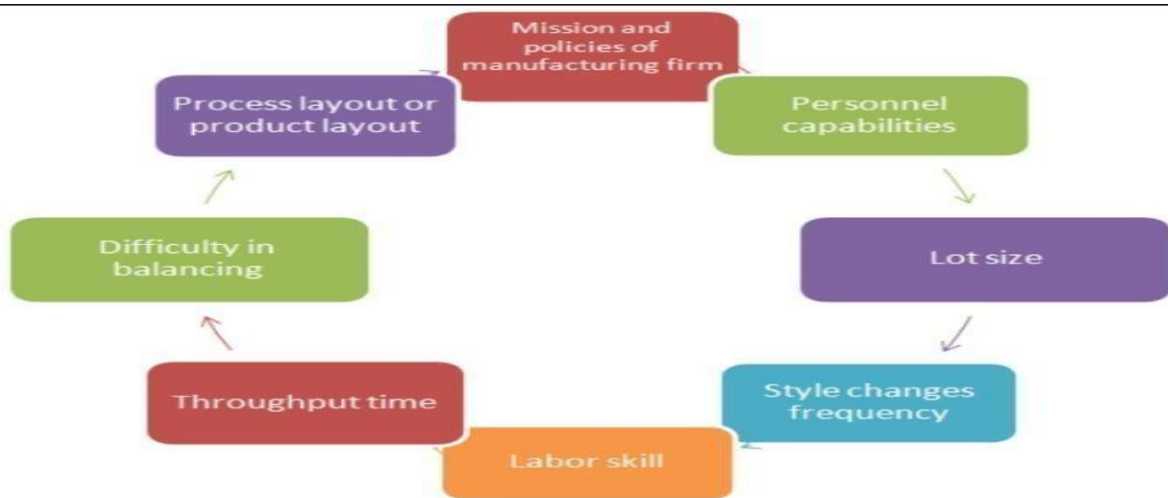 Mission and
policies of
manufacturing firm
Personnel
capabilities
Lot size
Style changes
frequency
Labor skill
Throughput time
Difficulty in
balancing
Process layout or
product layout